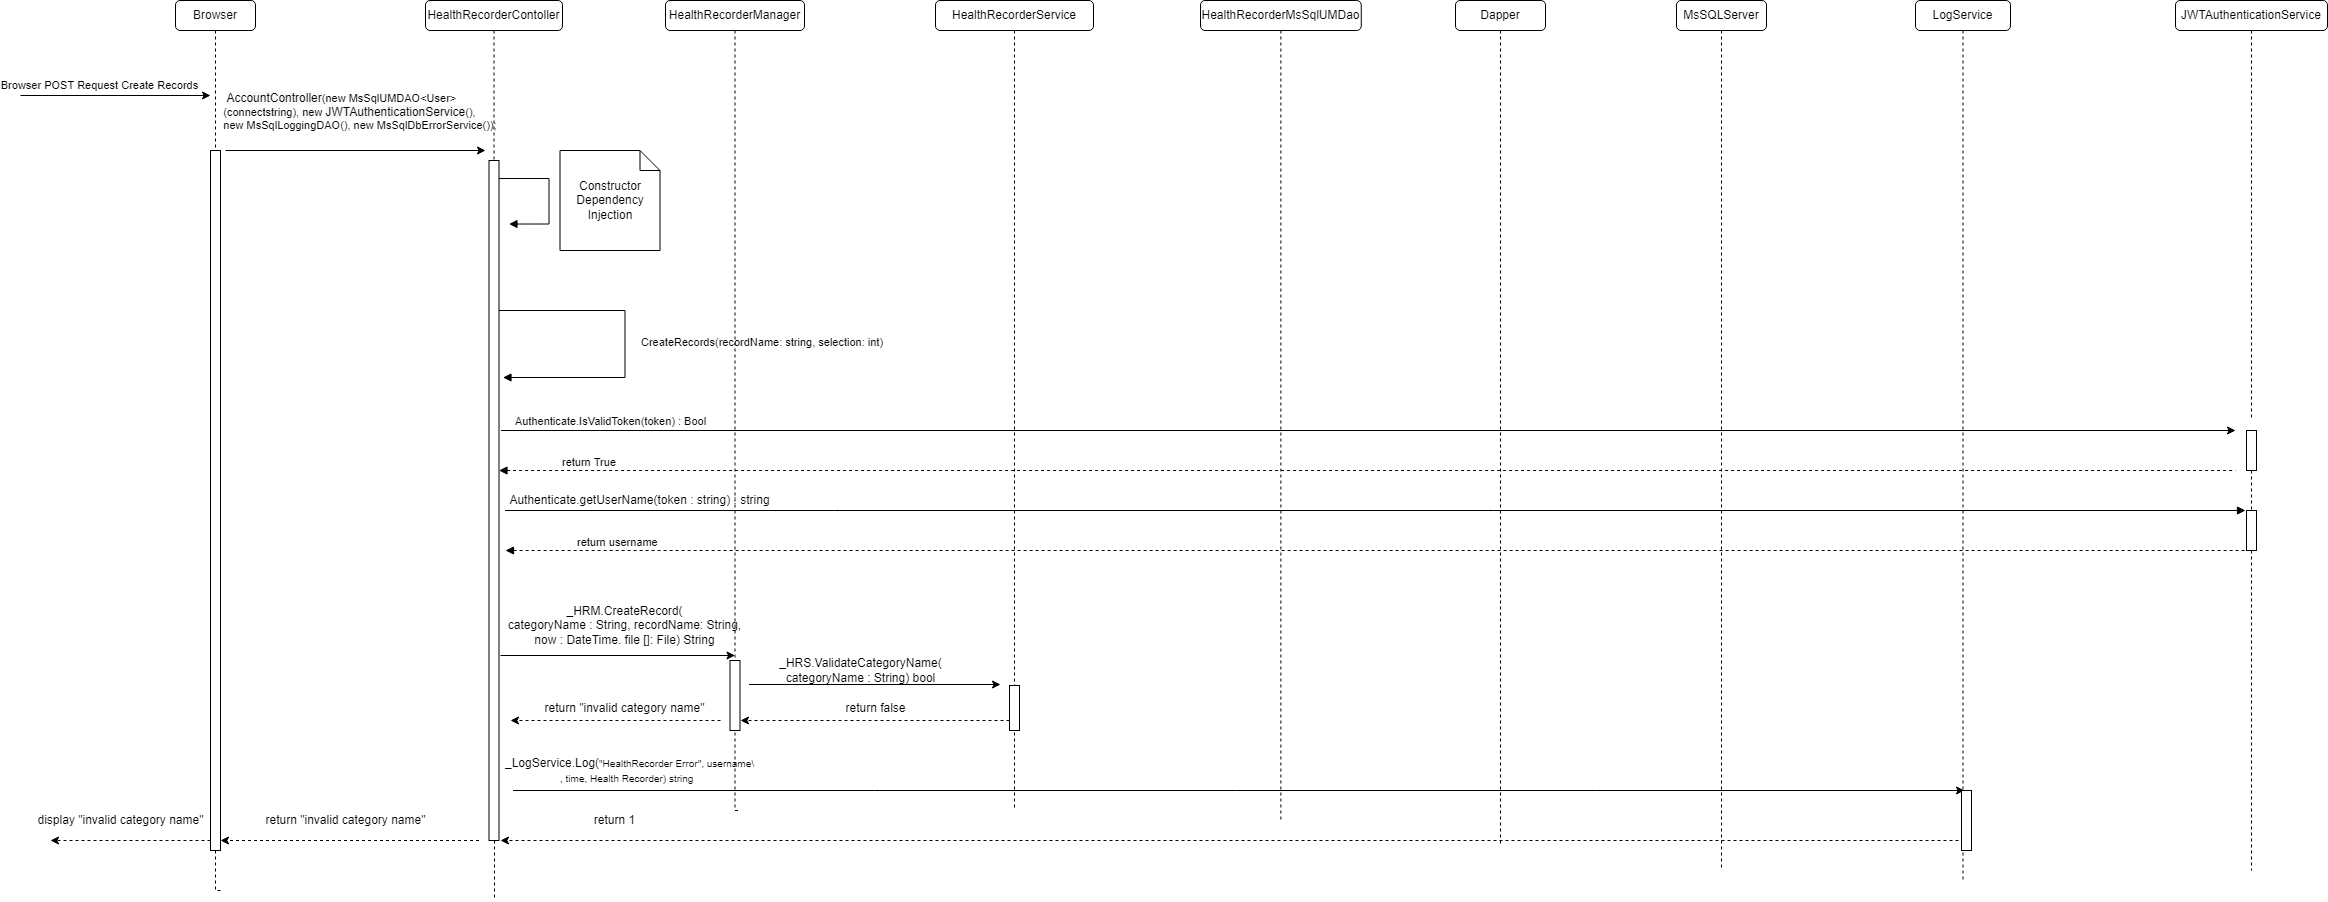 Browser
HealthRecorderContoller
HealthRecorderManager
HealthRecorderService
HealthRecorderMsSqlUMDao
Dapper
MsSQLServer
LogService
JWTAuthenticationService
Browser POST Request Create Records
AccountController(new MsSqlUMDAO<User>
(connectstring), new JWTAuthenticationService(),
new MsSqlLoggingDAO(), new MsSqlDbErrorService());
Constructor
Dependency
Injection
CreateRecords(recordName: string, selection: int)
Authenticate.IsValidToken(token) : Bool
return True
Authenticate.getUserName(token : string) : string
return username
_HRM.CreateRecord(
categoryName : String, recordName: String,
now : DateTime. file []: File) String
_HRS.ValidateCategoryName(
categoryName : String) bool
return "invalid category name"
return false
_LogService.Log("HealthRecorder Error", username\
, time, Health Recorder) string
display "invalid category name"
return "invalid category name"
return 1